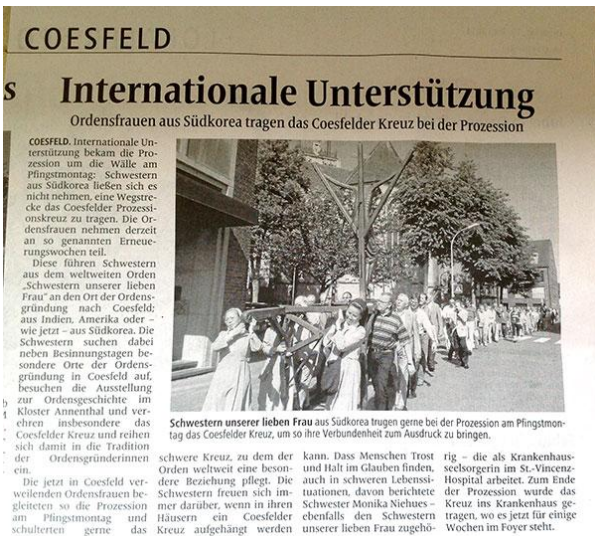 COESFELD
s
Internationale Unterstützung
Ordensfrauen aus Südkorea tragen das Coesfelder Kreuz bei der Prozession
COESFELD. Internationale Un-
terstützung bekam die Pro-
zession um die Wälle am
Pfingstmontag: Schwestern
aus Südkorea ließen sich es
nicht nehmen, eine Wegstre-
cke das Coesfelder Prozessi-
onskreuz zu tragen. Die Or-
densfrauen nehmen derzeit
an so genannten Erneue-
rungswochen teil.
Diese führen Schwestern
aus dem weltweiten Orden
„Schwestern unserer lieben
Frau“ an den Ort der Ordens-
gründung nach Coesfeld;
aus Indien, Amerika oder –
wie jetzt – aus Südkorea. Die
Schwestern suchen dabei
neben Besinnungstagen be-
sondere Orte der Ordens-
gründung in Coesfeld auf,
besuchen die Ausstellung
zur Ordensgeschichte im
Kloster Annenthal und ver-
ehren insbesondere das
Coesfelder Kreuz und reihen
sich damit in die Tradition
der Ordensgründerinnen
ein.
Die jetzt in Coesfeld ver-
weilenden Ordensfrauen be-
gleiteten so die Prozession
am Pfingstmontag und
schulterten gerne das
Schwestern unserer lieben Frau aus Südkorea trugen gerne bei der Prozession am Pfingstmon-
tag das Coesfelder Kreuz, um so ihre Verbundenheit zum Ausdruck zu bringen.
schwere Kreuz, zu dem der
Orden weltweit eine beson-
dere Beziehung pflegt. Die
Schwestern freuen sich im-
mer darüber, wenn in ihren
Häusern ein Coesfelder
Kreuz aufgehängt werden
kann. Dass Menschen Trost
und Halt im Glauben finden,
auch in schweren Lebenssi-
tuationen, davon berichtete
Schwester Monika Niehues –
ebenfalls den Schwestern
unserer lieben Frau zugehö-
rig – die als Krankenhaus-
seelsorgerin im St.-Vincenz-
Hospital arbeitet. Zum Ende
der Prozession wurde das
Kreuz ins Krankenhaus ge-
tragen, wo es jetzt für einige
Wochen im Foyer steht.